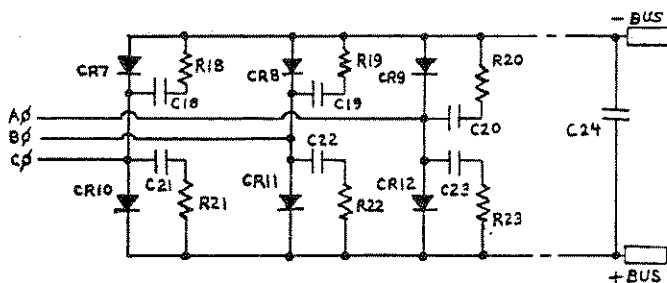 - BUS
CR7
R18
C18
CR8
R19
C19
CR9
R20
C20
AØ
BØ
CØ
C24
CR10
C21
R21
CR11
C22
R22
CR12
C23
R23
+ BUS